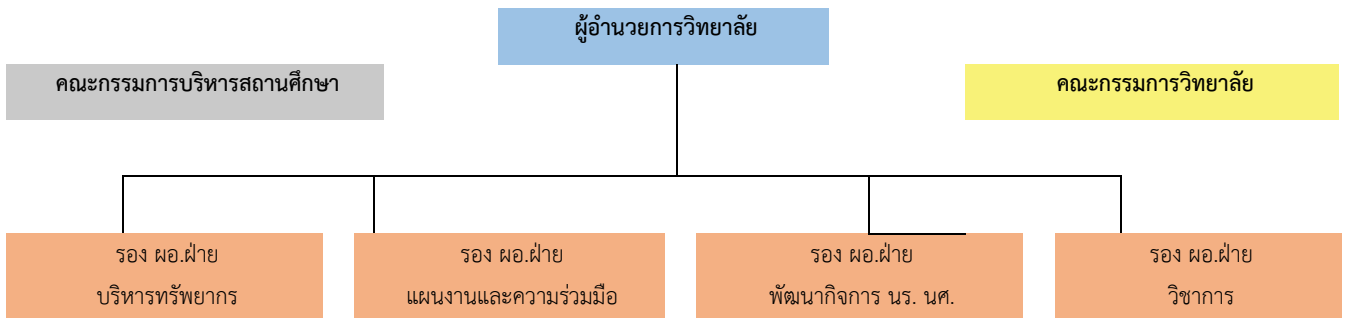 ผู้อำนวยการวิทยาลัย
คณะกรรมการบริหารสถานศึกษา
คณะกรรมการวิทยาลัย
รอง ผอ.ฝ่าย
บริหารทรัพยากร
รอง ผอ.ฝ่าย
แผนงานและความร่วมมือ
รอง ผอ.ฝ่าย
พัฒนากิจการ นร. นศ.
รอง ผอ.ฝ่าย
วิชาการ